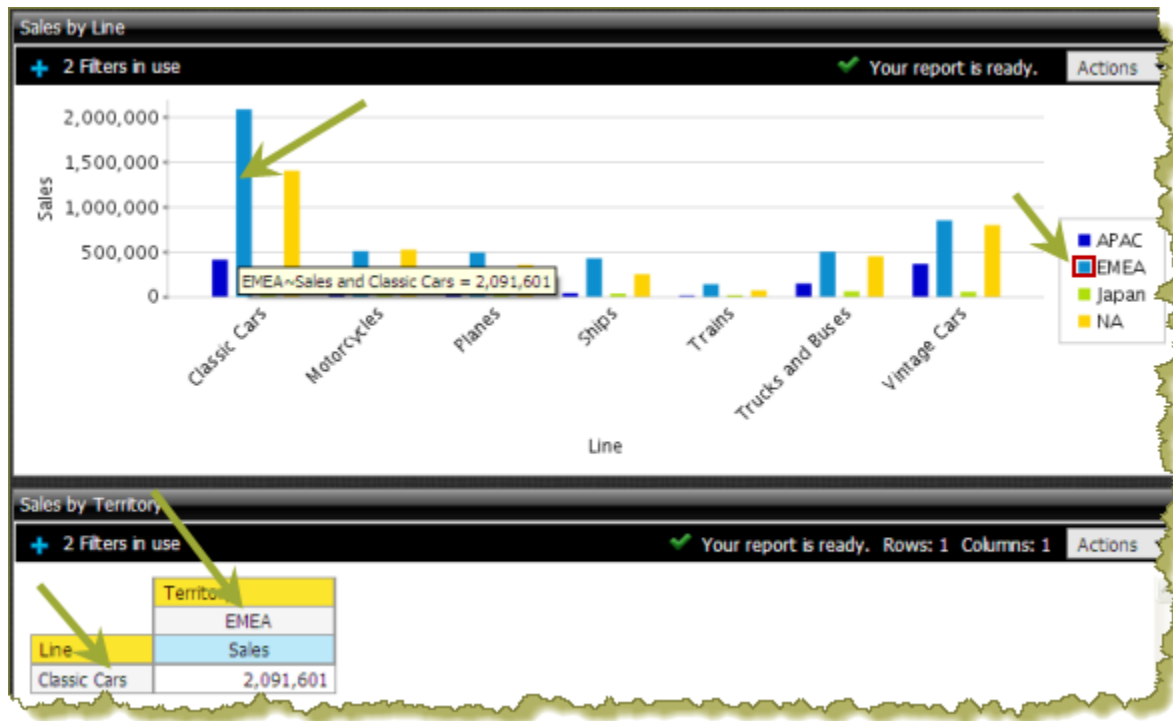 Sales by Line
2 Filters in use
Your report is ready.
Actions
2,000,000
1,500,000
1,000,000
500,000
0
Sales
EMEA~Sales and Classic Cars = 2,091,601
Classic Cars
Motorcycles
Planes
Ships
Trains
Trucks and Buses
Vintage Cars
Line
APAC
EMEA
Japan
NA
Sales by Territory
2 Filters in use
Your report is ready. Rows: 1 Columns: 1
Actions
Territory
EMEA
Line
Sales
Classic Cars
2,091,601